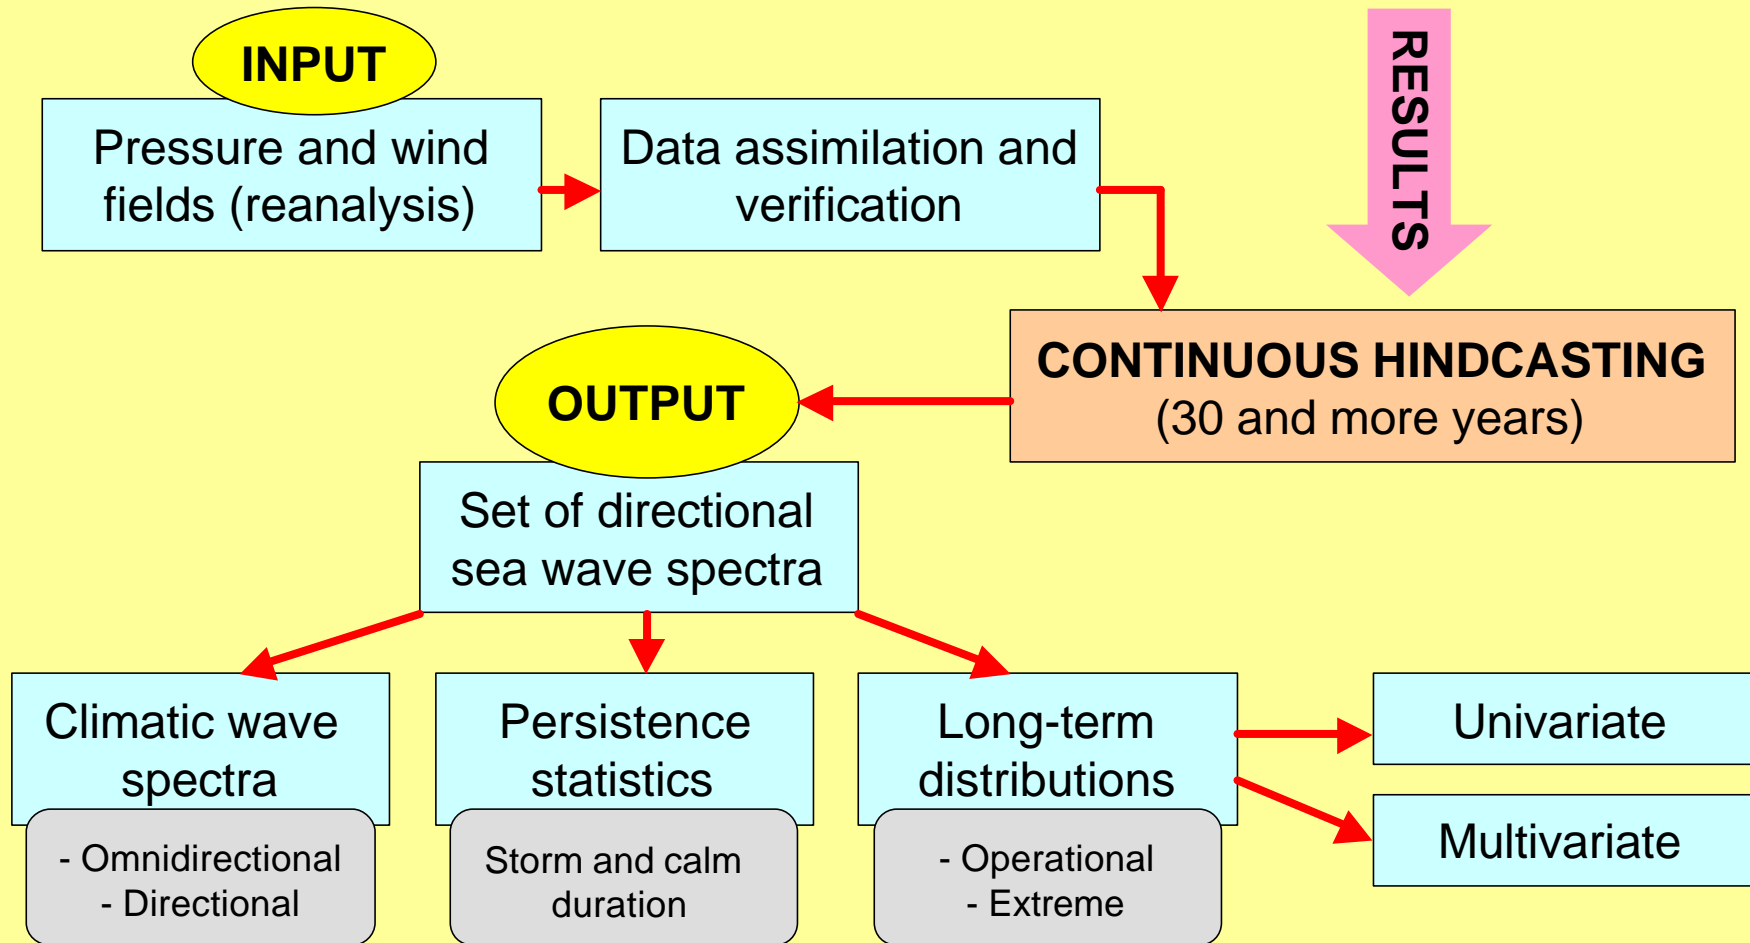 INPUT
Pressure and wind
fields (reanalysis)
Data assimilation and
verification
RESULTS
CONTINUOUS HINDCASTING
(30 and more years)
OUTPUT
Set of directional
sea wave spectra
Climatic wave
spectra
- Omnidirectional
- Directional
Persistence
statistics
Storm and calm
duration
Long-term
distributions
- Operational
- Extreme
Univariate
Multivariate